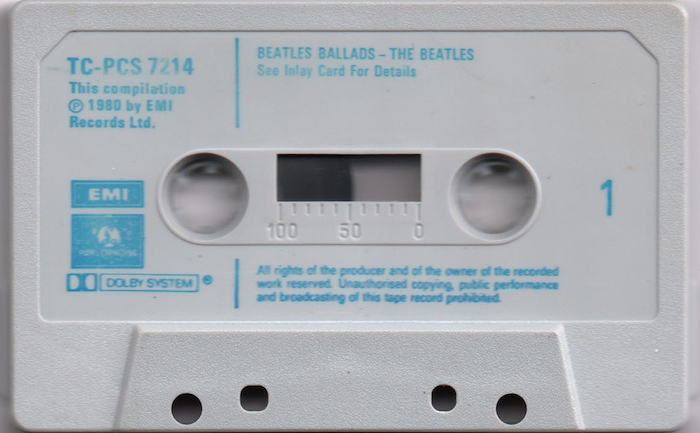 TC-PCS 7214
This compilation
℗ 1980 by EMI
Records Ltd.
BEATLES BALLADS – THE BEATLES
See Inlay Card For Details
EMI
PARLOPHONE
DOLBY SYSTEM ®
100 50 0
1
All rights of the producer and of the owner of the recorded
work reserved. Unauthorised copying, public performance
and broadcasting of this tape record prohibited.